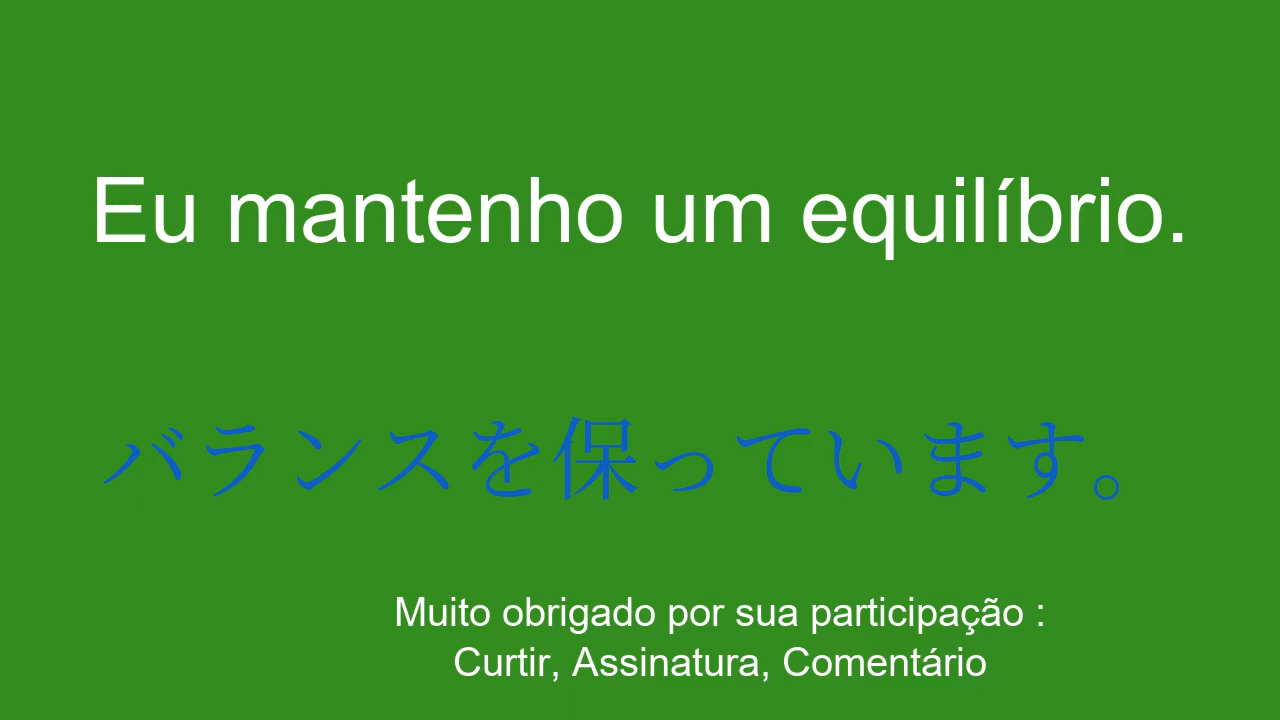 Eu mantenho um equilíbrio.
バランスを保っています。
Muito obrigado por sua participação :
Curtir, Assinatura, Comentário